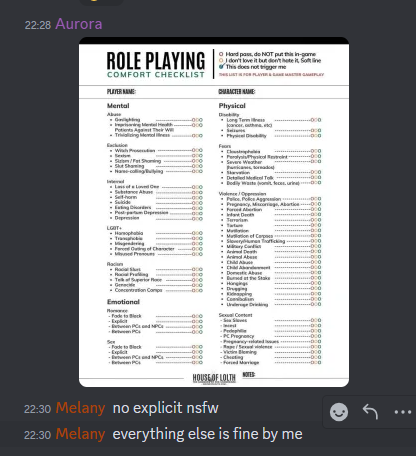 22:28 Aurora
ROLE PLAYING
COMFORT CHECKLIST
Hard pass, do NOT put this in-game
I don't love it but don't hate it, Soft line
This does not trigger me
THIS LIST IS FOR PLAYER & GAME MASTER GAMEPLAY
PLAYER NAME:
CHARACTER NAME:
Mental
Abuse
Gaslighting
Imprisoning Mental Health Patients Against Their Will
Trivializing Mental Illness
Exclusion
Witch Prosecution
Sexism
Sizism / Fat Shaming
Slut Shaming
Name-calling/Bullying
Internal
Loss of a Loved One
Substance Abuse
Self-harm
Suicide
Eating Disorders
Post-partum Depression
Depression
LGBT+
Homophobia
Transphobia
Misgendering
Forced Outing of Character
Misused Pronouns
Racism
Racial Slurs
Racial Profiling
Talk of Superior Race
Genocide
Concentration Camps
Emotional
Romance
- Fade to Black
- Explicit
- Between PCs and NPCs
- Between PCs
Sex
- Fade to Black
- Explicit
- Between PCs and NPCs
- Between PCs
Physical
Disability
Long Term Illness
(cancer, asthma, etc)
Seizures
Physical Disability
Fears
Claustrophobia
Paralysis/Physical Restraint
Severe Weather
(hurricanes, tornados)
Starvation
Detailed Medical Talk
Bodily Waste (vomit, feces, urine)
Violence / Oppression
Police, Police Aggression
Pregnancy, Miscarriage, Abortion
Forced Abortion
Infant Death
Terrorism
Torture
Mutilation
Mutilation of Corpses
Slavery/Human Trafficking
Military Conflict
Animal Death
Animal Abuse
Child Abuse
Child Abandonment
Domestic Abuse
Burned at the Stake
Hangings
Drugging
Kidnapping
Cannibalism
Underage Drinking
Sexual Content
- Sex Slaves
- Incest
- Pedophilia
- PC Pregnancy
- Pregnancy-related Issues
- Rape / Sexual violence
- Victim Blaming
- Cheating
- Forced Marriage
HOUSE OF LOLTH
NOTES:
22:30 Melany no explicit nsfw
22:30 Melany everything else is fine by me